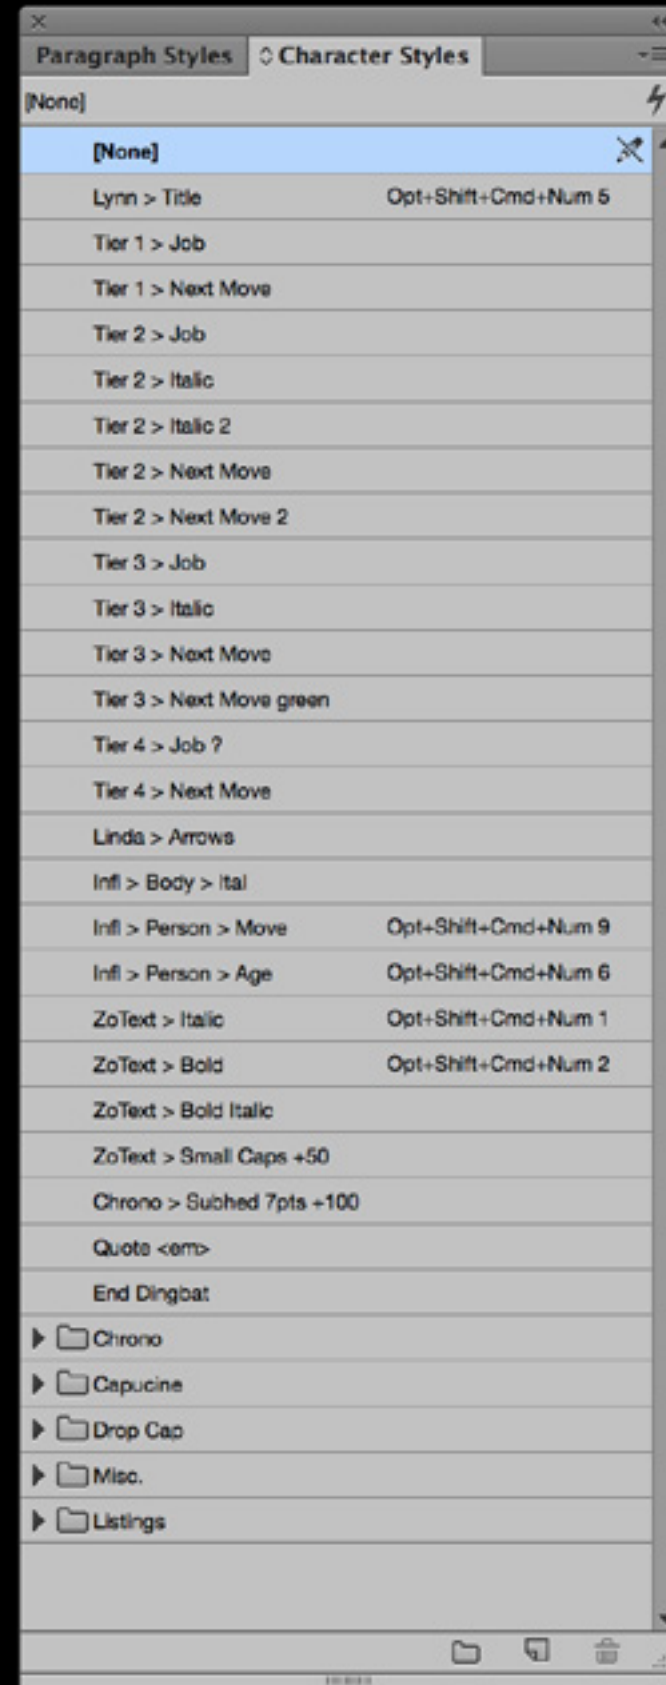 Paragraph Styles Character Styles
[None]
[None]
Lynn > Title Opt+Shift+Cmd+Num 5
Tier 1 > Job
Tier 1 > Next Move
Tier 2 > Job
Tier 2 > Italic
Tier 2 > Italic 2
Tier 2 > Next Move
Tier 2 > Next Move 2
Tier 3 > Job
Tier 3 > Italic
Tier 3 > Next Move
Tier 3 > Next Move green
Tier 4 > Job ?
Tier 4 > Next Move
Linda > Arrows
Infl > Body > Ital
Infl > Person > Move Opt+Shift+Cmd+Num 9
Infl > Person > Age Opt+Shift+Cmd+Num 6
ZoText > Italic Opt+Shift+Cmd+Num 1
ZoText > Bold Opt+Shift+Cmd+Num 2
ZoText > Bold Italic
ZoText > Small Caps +50
Chrono > Subhed 7pts +100
Quote <em>
End Dingbat
Chrono
Capucine
Drop Cap
Misc.
Listings